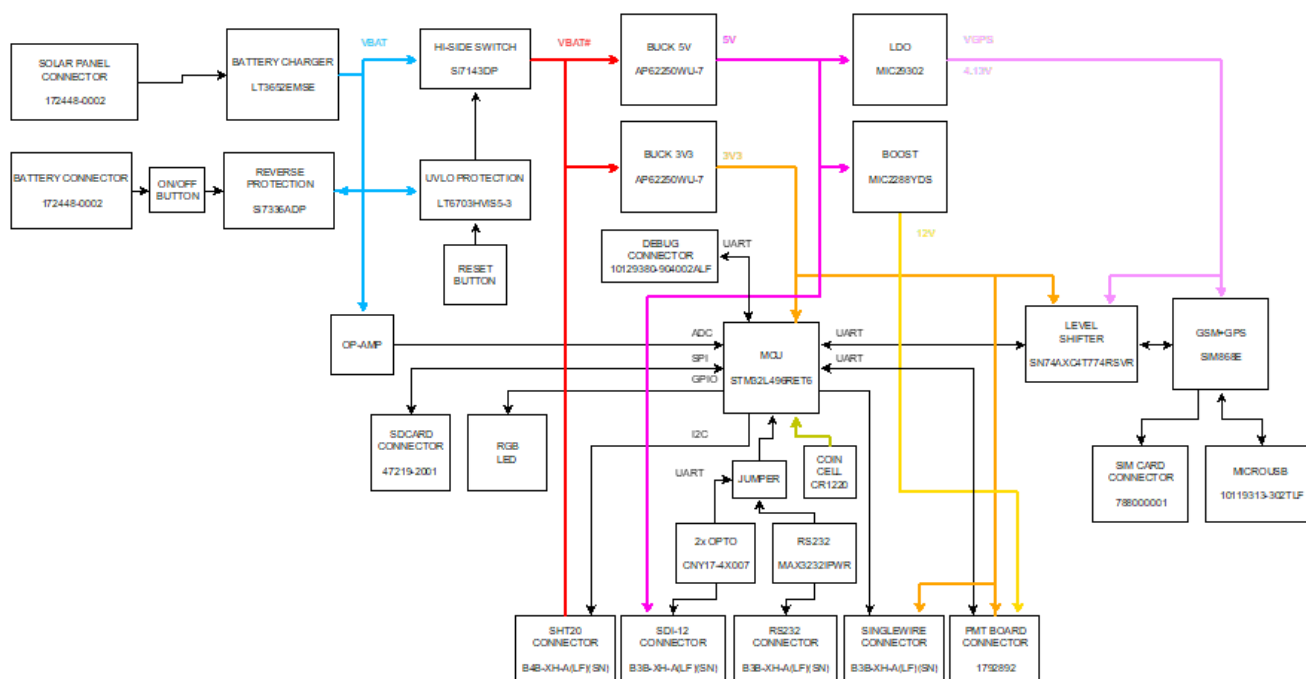 SOLAR PANEL
CONNECTOR
172448-0002
BATTERY CHARGER
LT3652EMSE
VBAT
HI-SIDE SWITCH
Si7143DP
VBAT#
BUCK 5V
AP62250WU-7
5V
LDO
MIC29302
VGPS
4.13V
BATTERY CONNECTOR
172448-0002
ON/OFF
BUTTON
REVERSE
PROTECTION
Si7336ADP
UVLO PROTECTION
LT6703HVIS5-3
BUCK 3V3
AP62250WU-7
3V3
BOOST
MIC2288YD5
12V
RESET
BUTTON
DEBUG
CONNECTOR
10129380-904002ALF
UART
OP-AMP
ADC
SPI
GPIO
MCU
STM32L496RET6
UART
UART
LEVEL
SHIFTER
SN74AXC4T774RSVR
GSM+GPS
SIM868E
SDCARD
CONNECTOR
47219-2001
RGB
LED
I2C
UART
JUMPER
COIN
CELL
CR1220
SIM CARD
CONNECTOR
788000001
MICROUSB
10119313-302TLF
2x OPTO
CNY17-4X007
RS232
MAX3232IPWR
SHT20
CONNECTOR
B4B-XH-A(LF)(SN)
SDI-12
CONNECTOR
B3B-XH-A(LF)(SN)
RS232
CONNECTOR
B3B-XH-A(LF)(SN)
SINGLEWIRE
CONNECTOR
B3B-XH-A(LF)(SN)
PMT BOARD
CONNECTOR
1792892